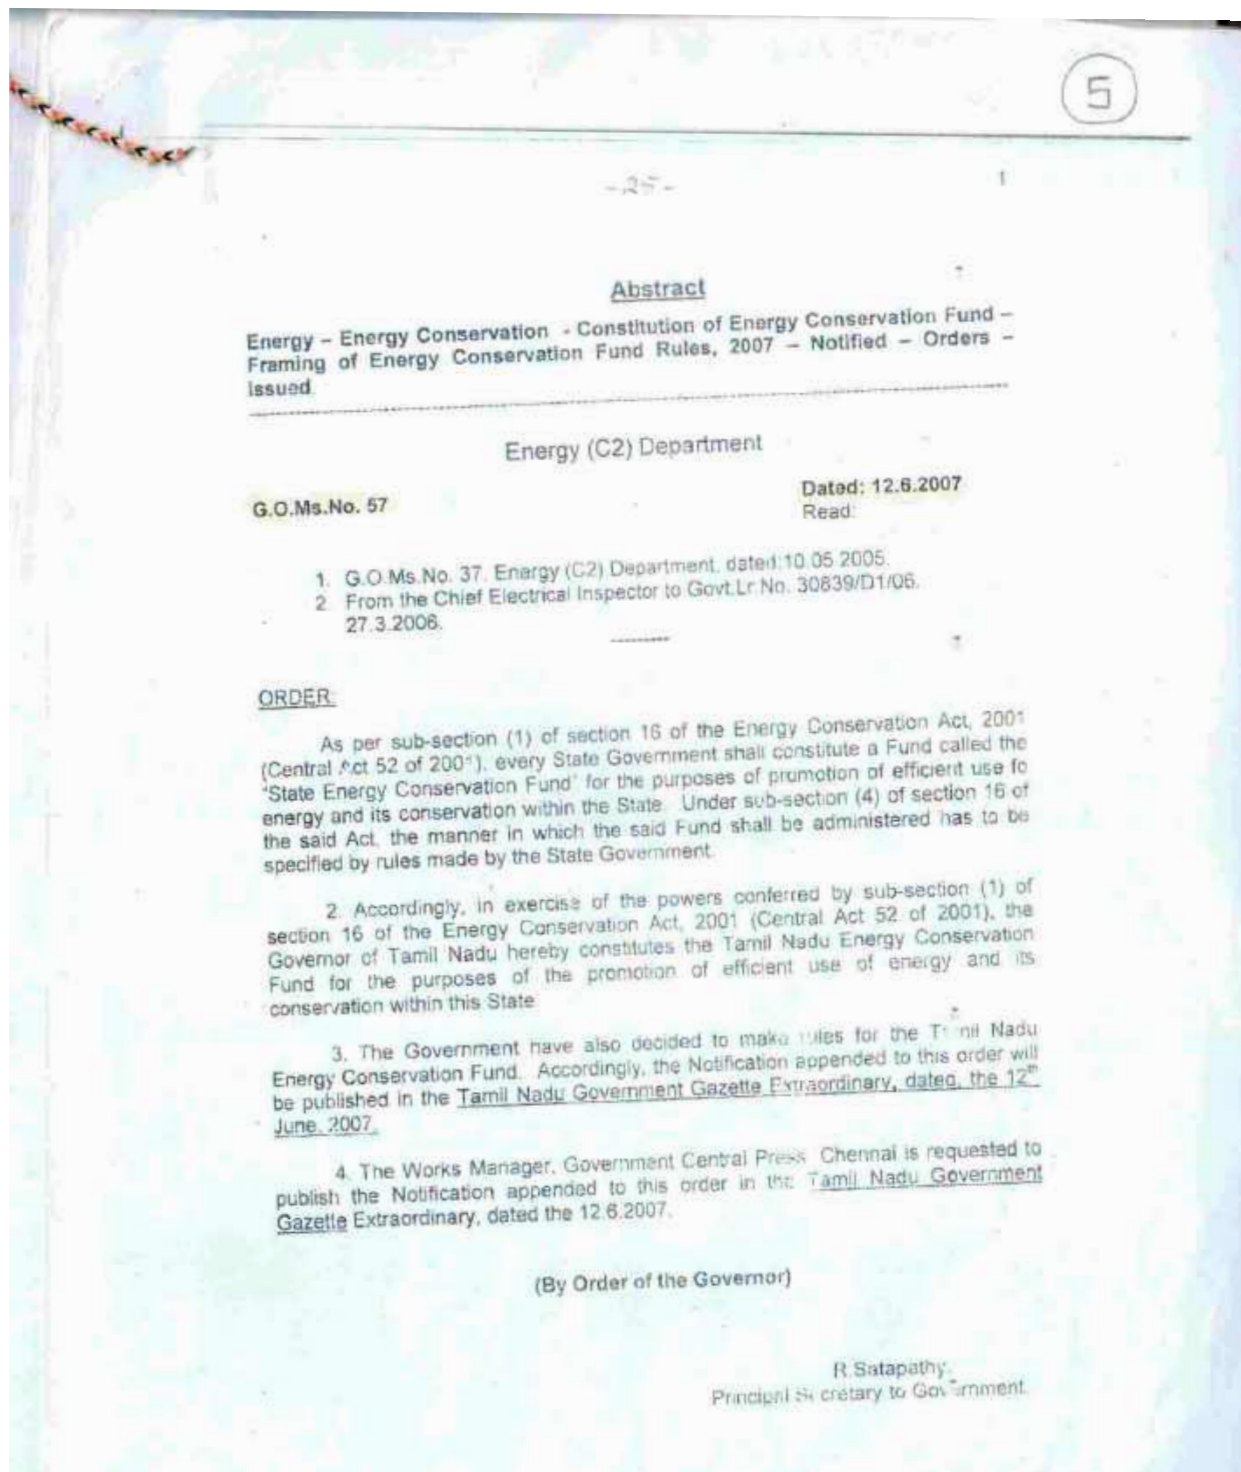 5
-25-
1
Abstract
Energy – Energy Conservation - Constitution of Energy Conservation Fund –
Framing of Energy Conservation Fund Rules, 2007 – Notified – Orders –
Issued.
Energy (C2) Department
G.O.Ms.No. 57
Dated: 12.6.2007
Read:
1. G.O.Ms.No. 37, Energy (C2) Department, dated:10.05.2005.
2. From the Chief Electrical Inspector to Govt.Lr.No. 30839/D1/06.
27.3.2006.
ORDER:
As per sub-section (1) of section 16 of the Energy Conservation Act, 2001
(Central Act 52 of 2001), every State Government shall constitute a Fund called the
“State Energy Conservation Fund” for the purposes of promotion of efficient use fo
energy and its conservation within the State. Under sub-section (4) of section 16 of
the said Act, the manner in which the said Fund shall be administered has to be
specified by rules made by the State Government.
2. Accordingly, in exercise of the powers conferred by sub-section (1) of
section 16 of the Energy Conservation Act, 2001 (Central Act 52 of 2001), the
Governor of Tamil Nadu hereby constitutes the Tamil Nadu Energy Conservation
Fund for the purposes of the promotion of efficient use of energy and its
conservation within this State
3. The Government have also decided to make rules for the Tamil Nadu
Energy Conservation Fund. Accordingly, the Notification appended to this order will
be published in the Tamil Nadu Government Gazette Extraordinary, dated, the 12th
June, 2007.
4. The Works Manager, Government Central Press, Chennai is requested to
publish the Notification appended to this order in the Tamil Nadu Government
Gazette Extraordinary, dated the 12.6.2007.
(By Order of the Governor)
R.Satapathy,
Principal Secretary to Government.